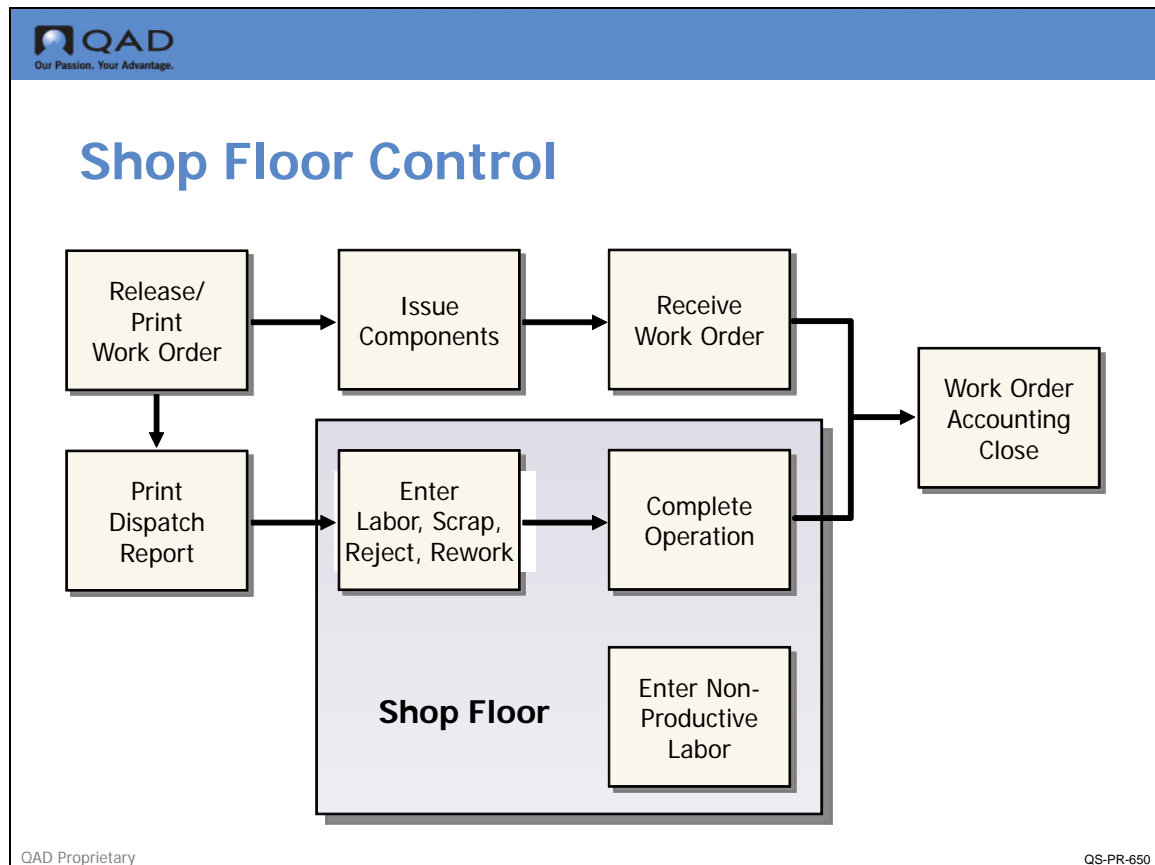 QAD
Our Passion. Your Advantage.
Shop Floor Control
Release/
Print
Work Order
Issue
Components
Receive
Work Order
Work Order
Accounting
Close
Print
Dispatch
Report
Enter
Labor, Scrap,
Reject, Rework
Complete
Operation
Shop Floor
Enter Non-
Productive
Labor
QAD Proprietary
QS-PR-650